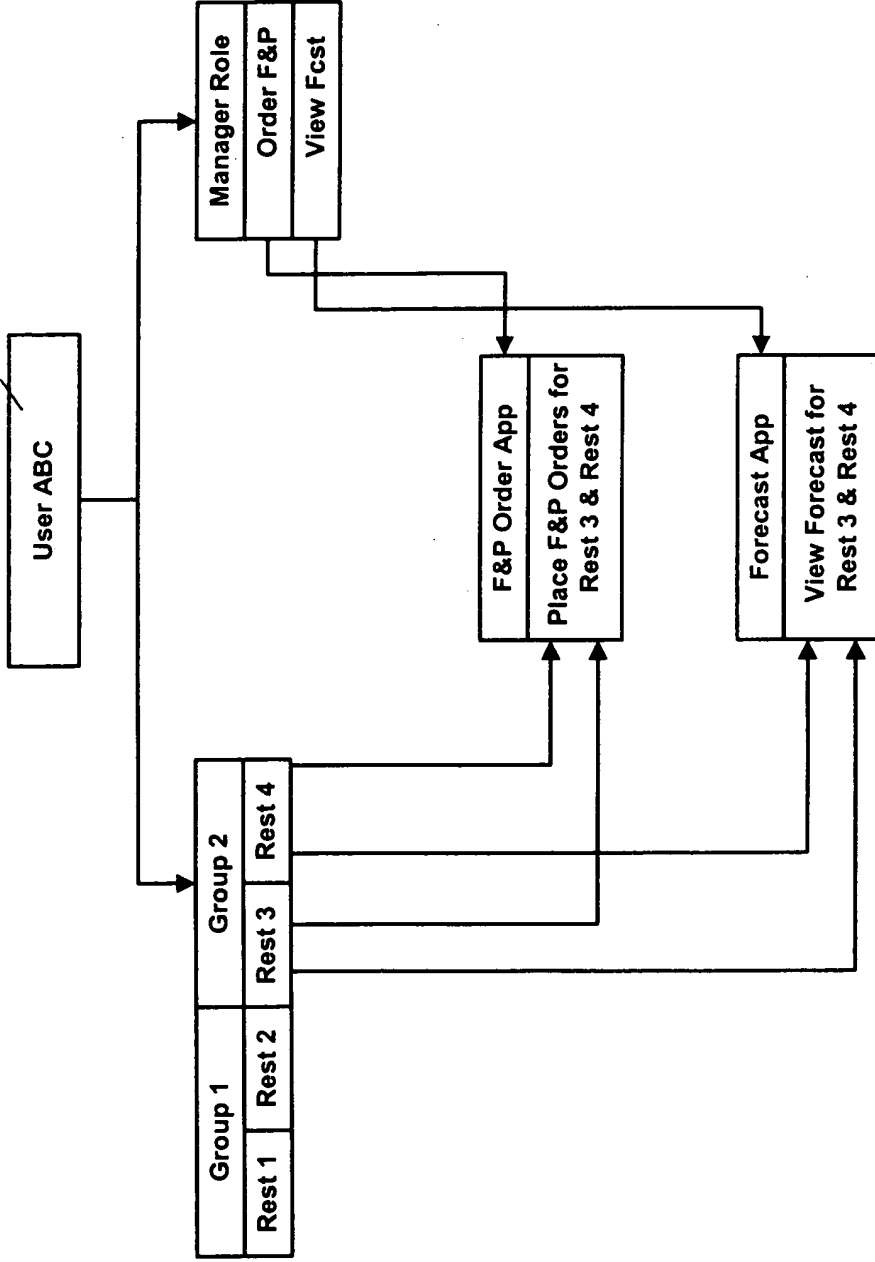 User ABC
Group 1
Group 2
Rest 1
Rest 2
Rest 3
Rest 4
Manager Role
Order F&P
View Fcst
F&P Order App
Place F&P Orders for
Rest 3 & Rest 4
Forecast App
View Forecast for
Rest 3 & Rest 4